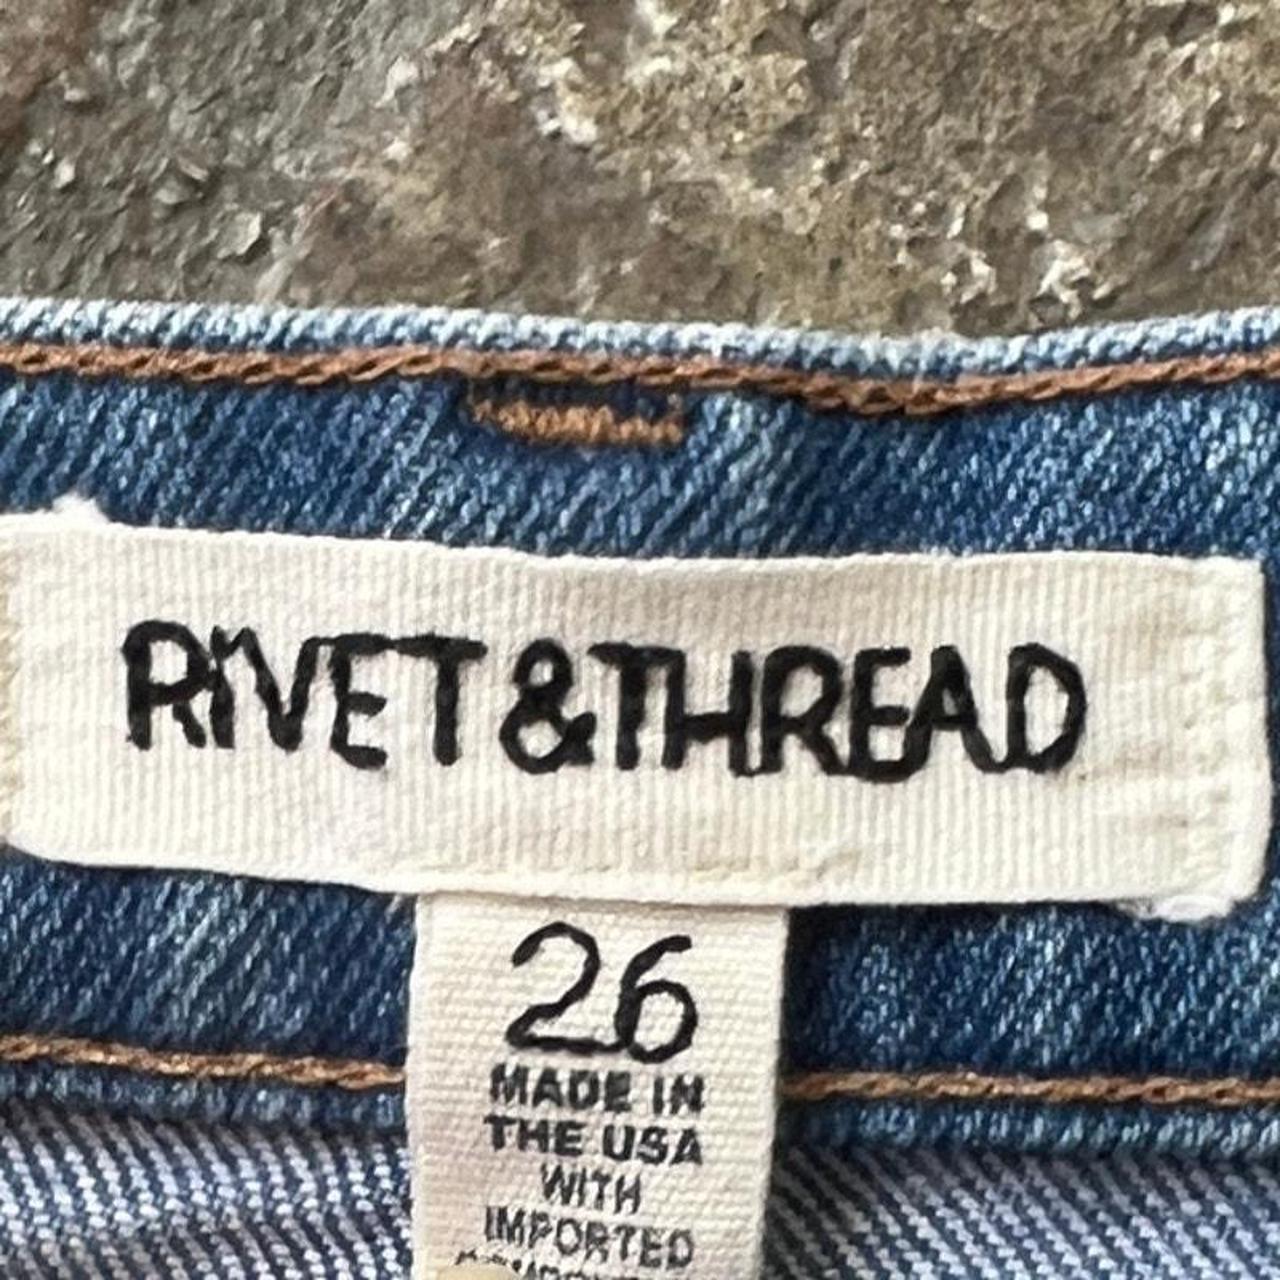 RIVET & THREAD
26
MADE IN
THE USA
WITH
IMPORTED